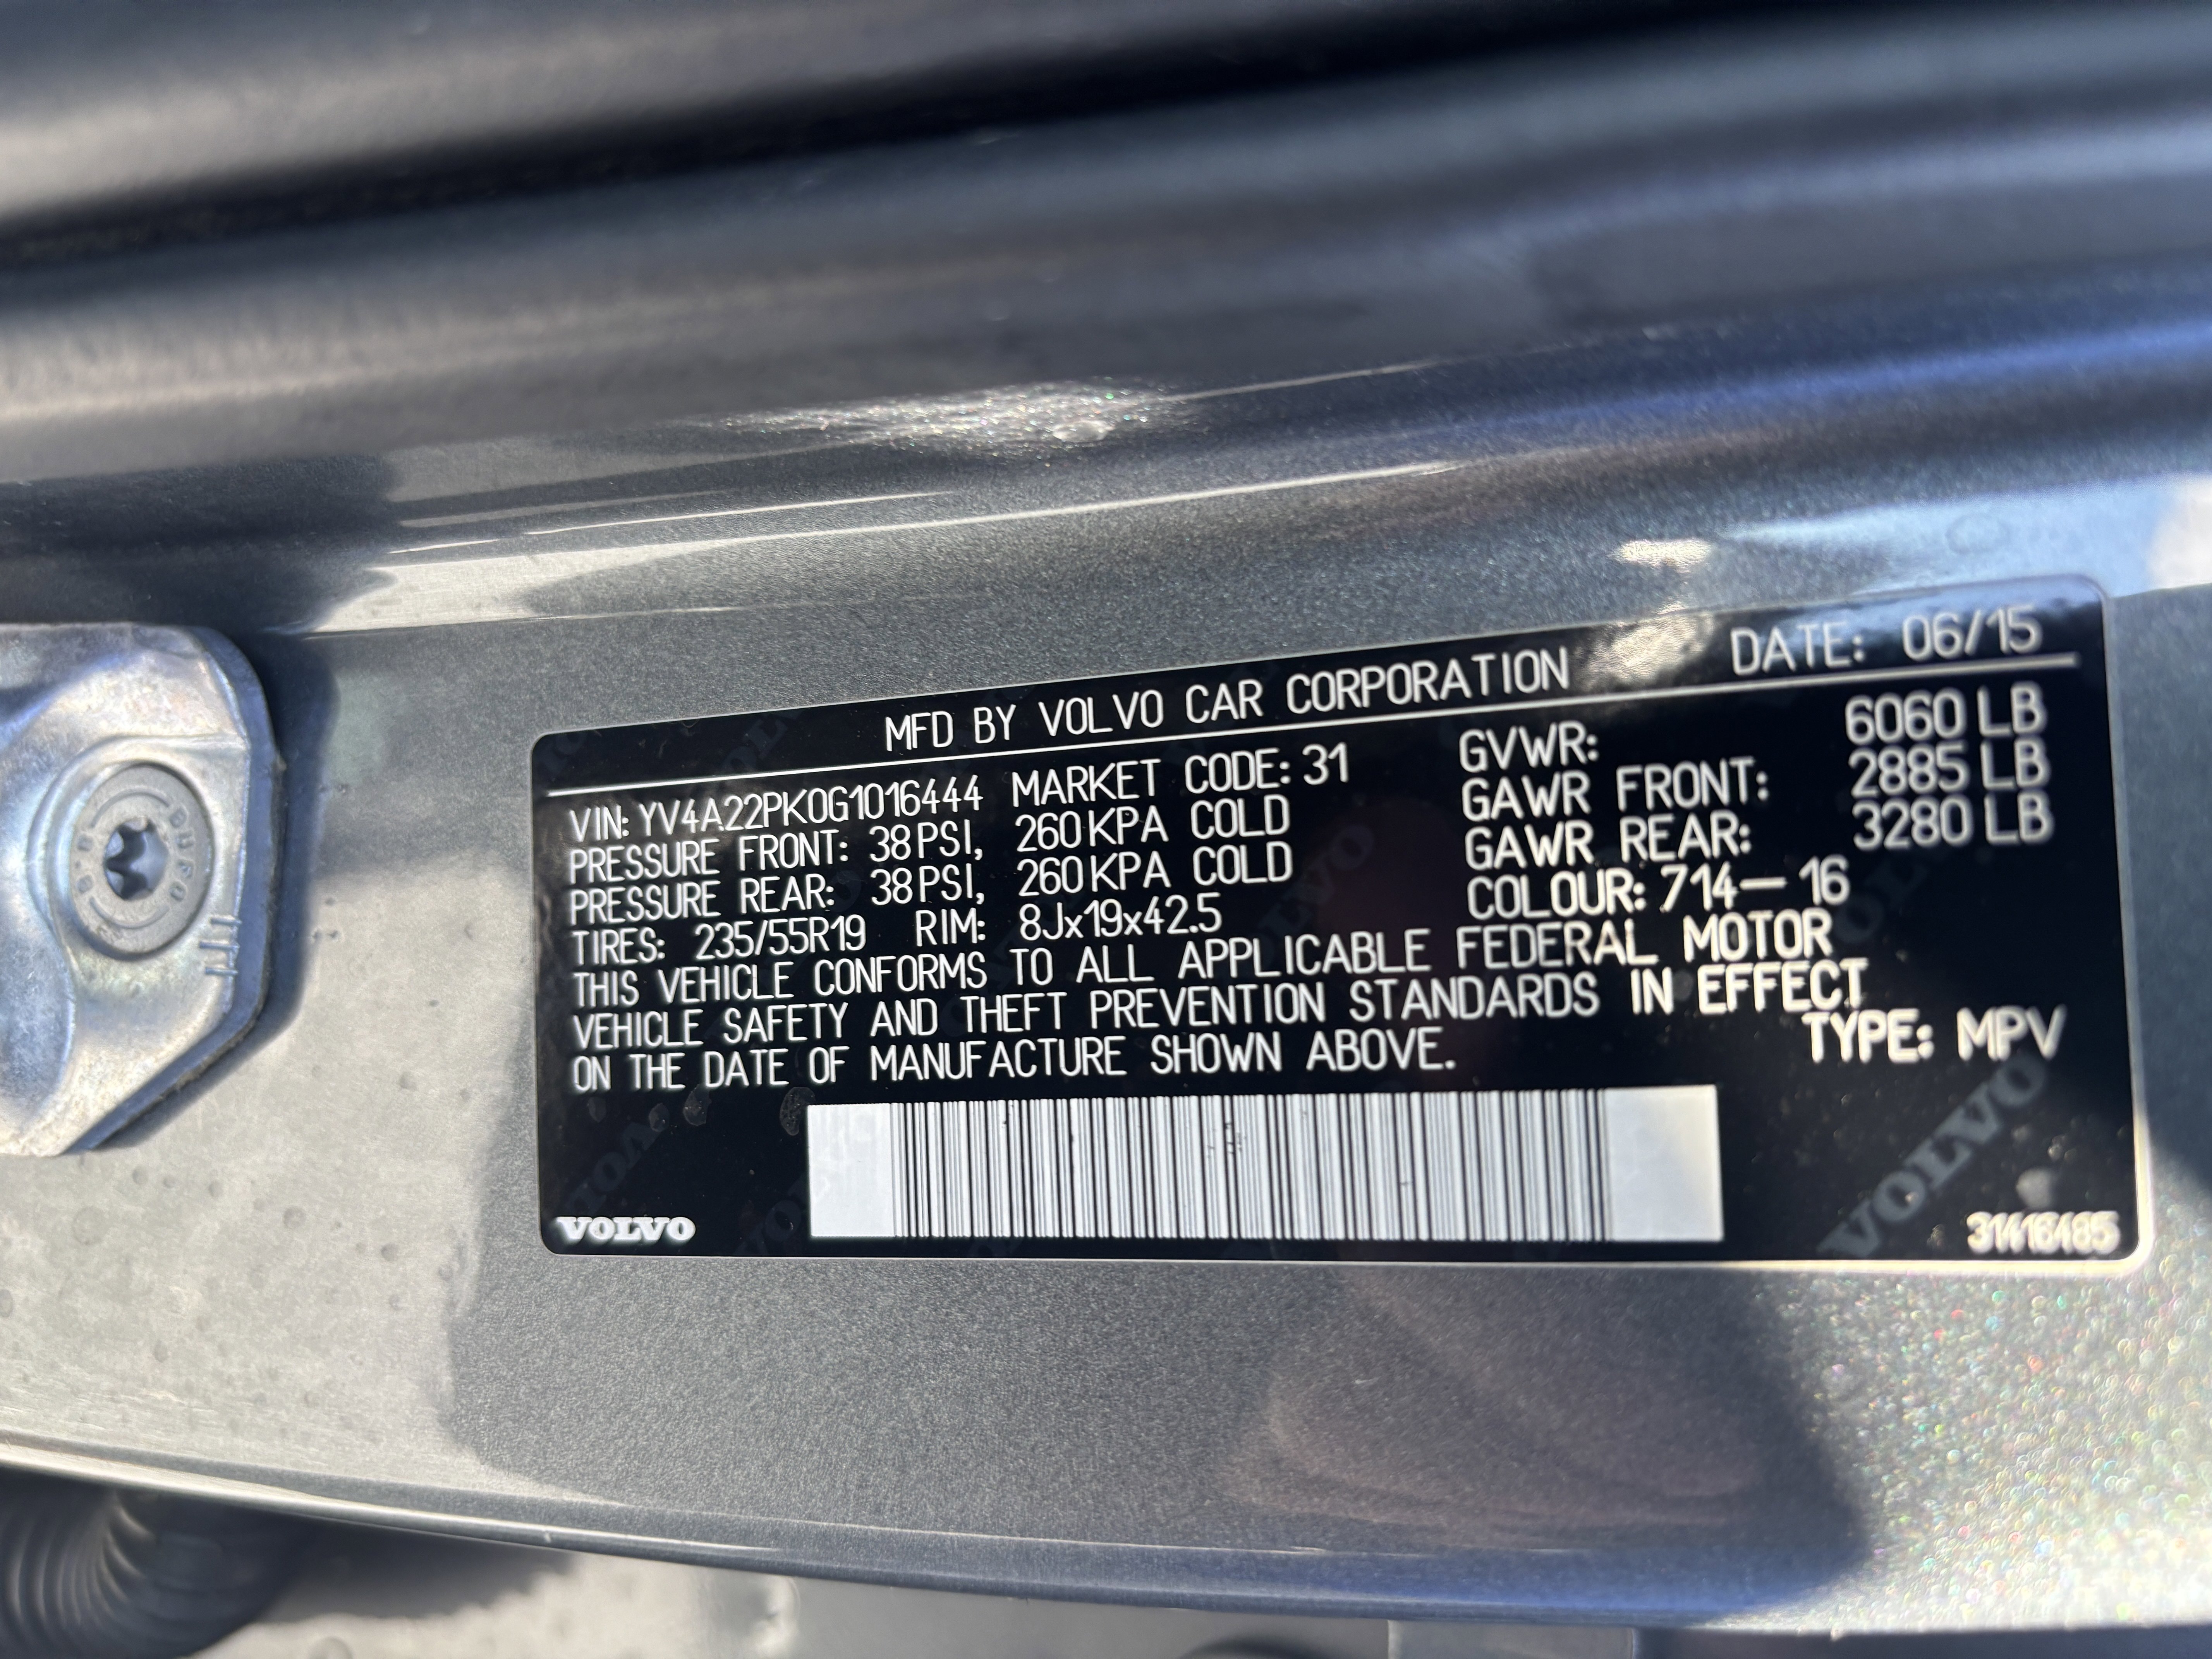 MFD BY VOLVO CAR CORPORATION DATE: 06/15
VIN: YV4A22PK0G1016444 MARKET CODE: 31 GVWR: 6060 LB
PRESSURE FRONT: 38 PSI, 260 KPA COLD GAWR FRONT: 2885 LB
PRESSURE REAR: 38 PSI, 260 KPA COLD GAWR REAR: 3280 LB
TIRES: 235/55R19 RIM: 8Jx19x42.5 COLOUR: 714-16
THIS VEHICLE CONFORMS TO ALL APPLICABLE FEDERAL MOTOR
VEHICLE SAFETY AND THEFT PREVENTION STANDARDS IN EFFECT
ON THE DATE OF MANUFACTURE SHOWN ABOVE. TYPE: MPV
VOLVO
VOLVO
31416485